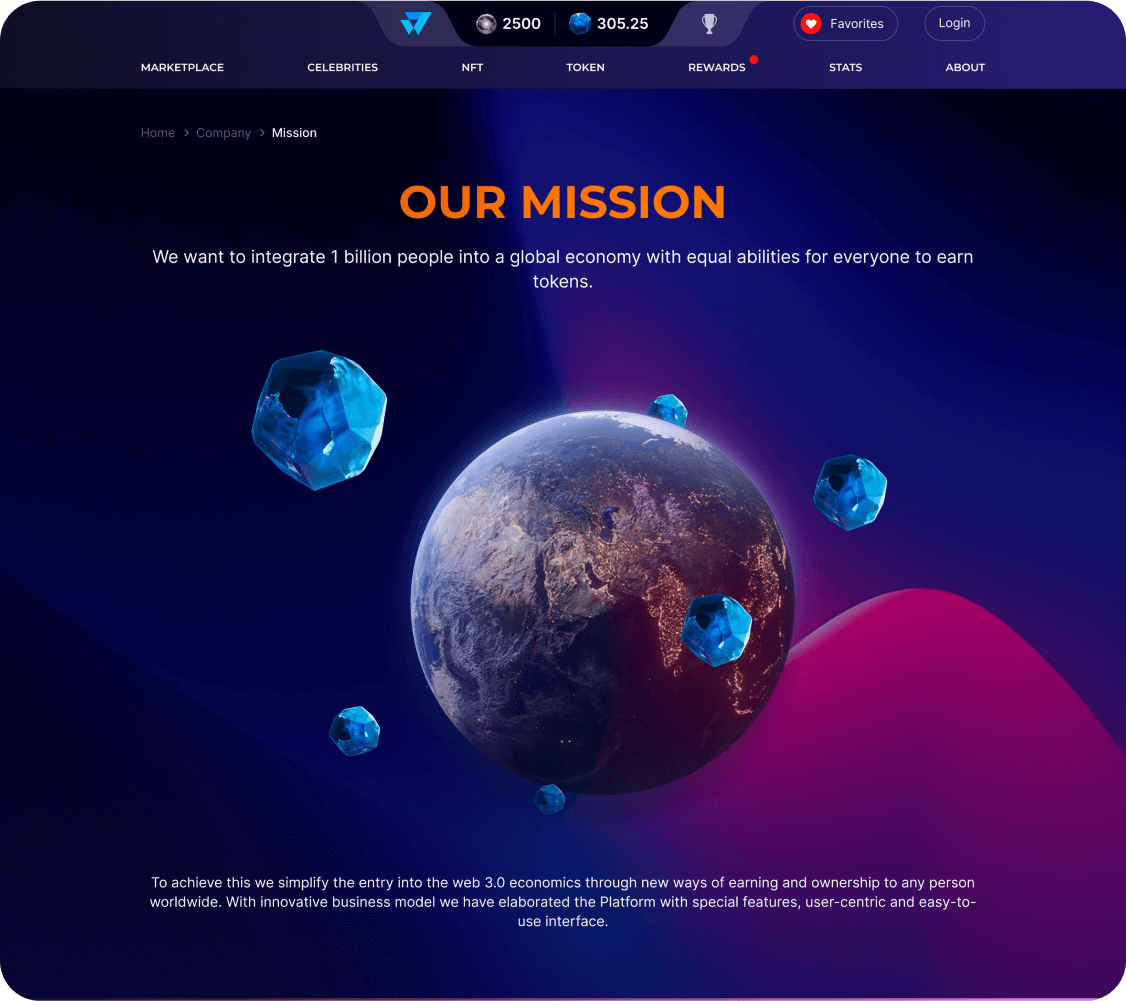 2500 305.25 Favorites Login
MARKETPLACE CELEBRITIES NFT TOKEN REWARDS STATS ABOUT
Home > Company > Mission
OUR MISSION
We want to integrate 1 billion people into a global economy with equal abilities for everyone to earn
tokens.
To achieve this we simplify the entry into the web 3.0 economics through new ways of earning and ownership to any person
worldwide. With innovative business model we have elaborated the Platform with special features, user-centric and easy-to-
use interface.